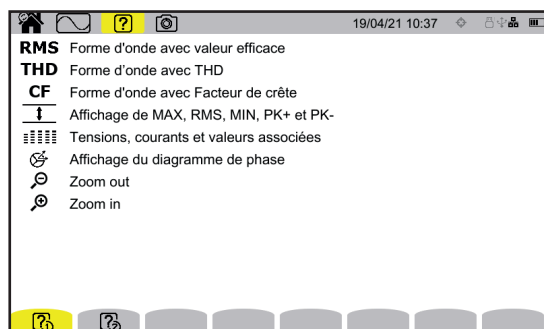 19/04/21 10:37
RMS Forme d'onde avec valeur efficace
THD Forme d’onde avec THD
CF Forme d'onde avec Facteur de crête
Affichage de MAX, RMS, MIN, PK+ et PK-
Tensions, courants et valeurs associées
Affichage du diagramme de phase
Zoom out
Zoom in
?1 ?2